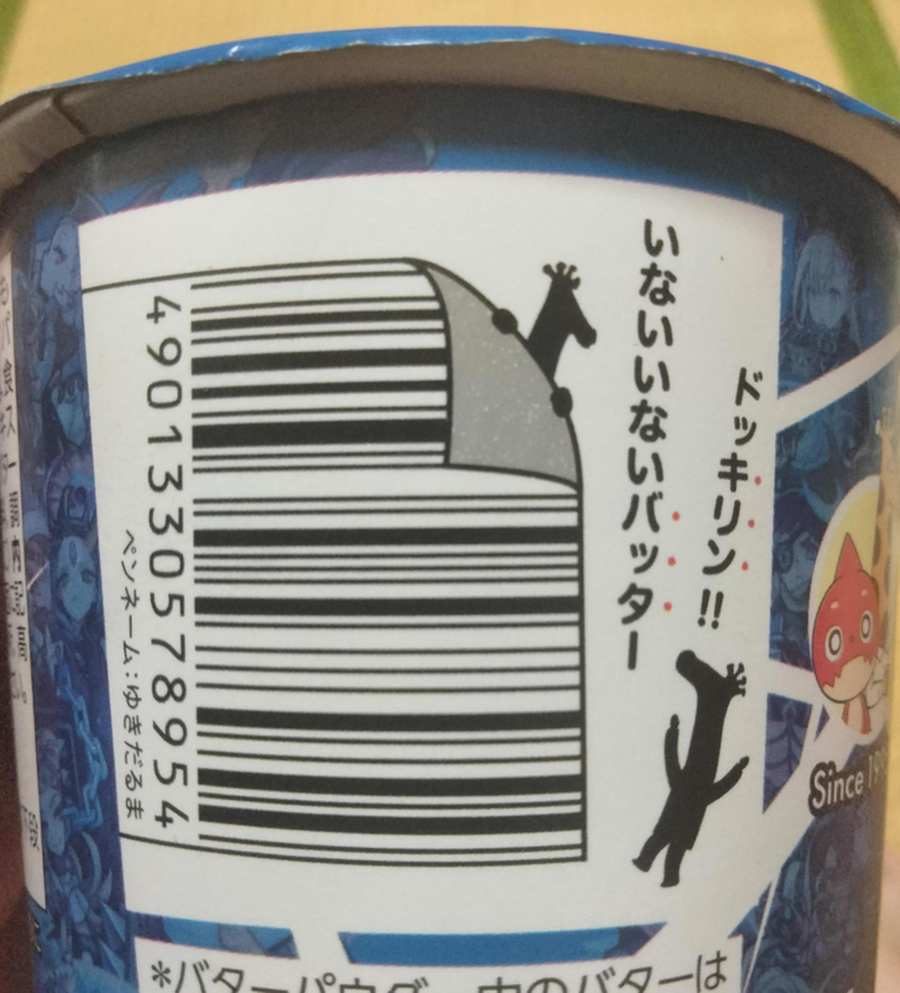 いないいないバッター
ドッキリン!!
4901330578954
ペンネーム:ゆきだるま
Since 19
*バターパウダー中のバターは